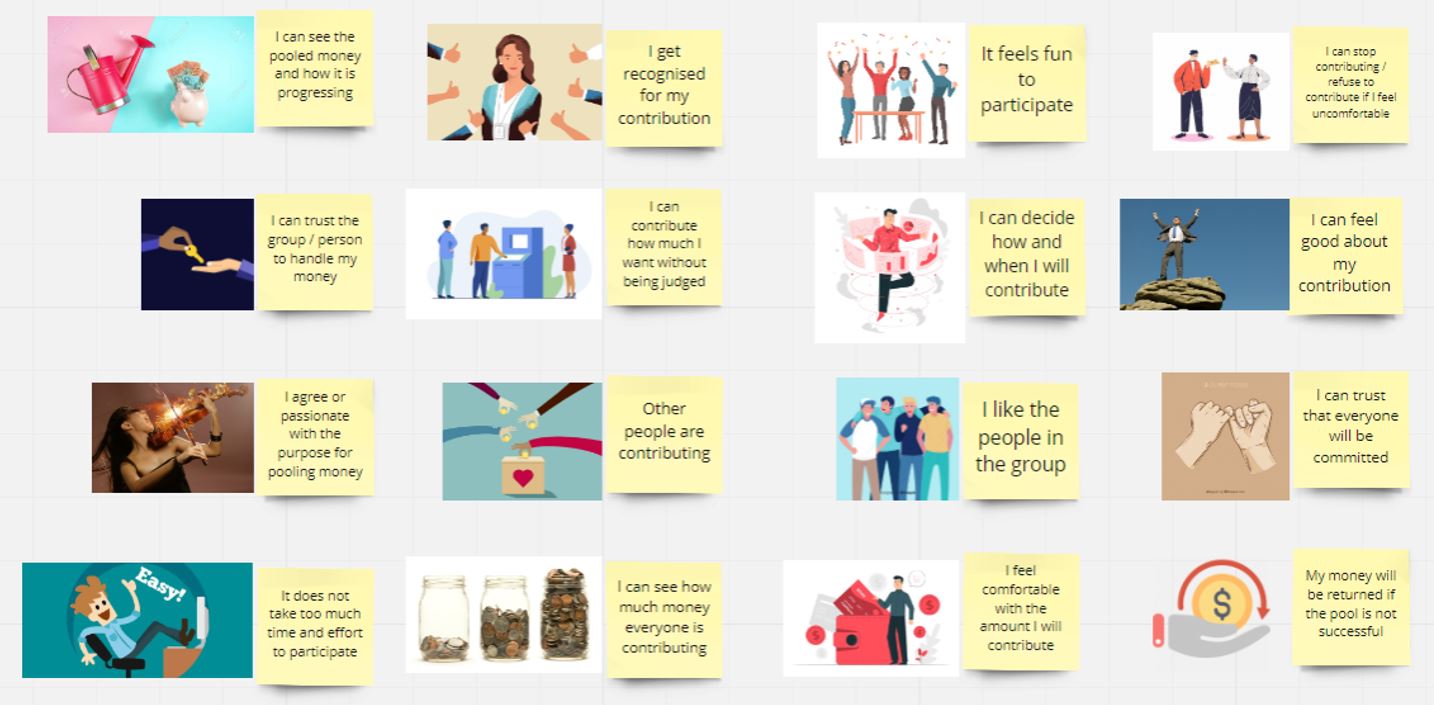 I can see the
pooled money
and how it is
progressing
I get
recognised
for my
contribution
It feels fun
to
participate
I can stop
contributing /
refuse to
contribute if I feel
uncomfortable
I can trust the
group / person
to handle my
money
I can
contribute
how much I
want without
being judged
I can decide
how and
when I will
contribute
I can feel
good about
my
contribution
I agree or
passionate
with the
purpose for
pooling money
Other
people are
contributing
I like the
people in
the group
I can trust
that everyone
will be
committed
Easy!
It does not
take too much
time and effort
to participate
I can see how
much money
everyone is
contributing
I feel
comfortable
with the
amount I will
contribute
My money will
be returned if
the pool is not
successful